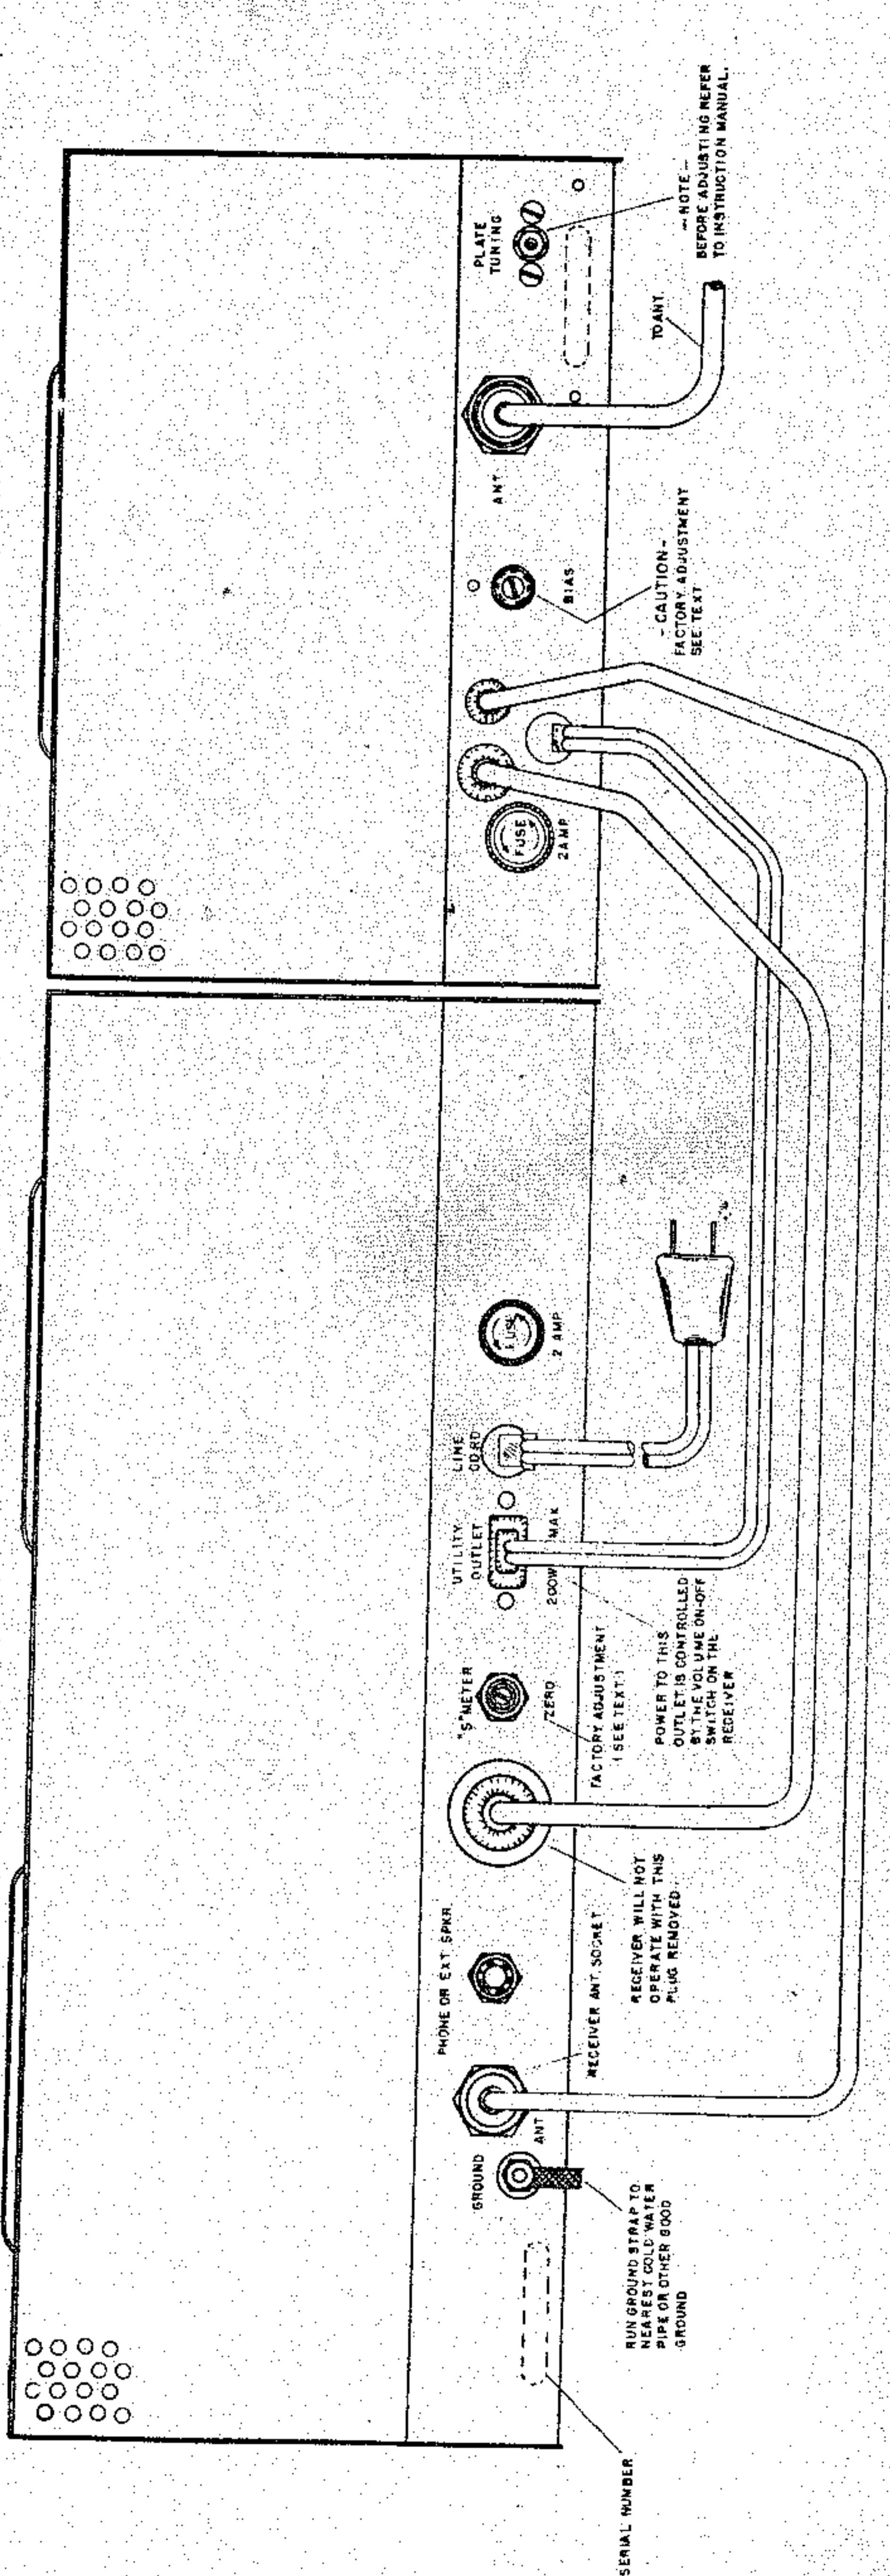 SERIAL NUMBER
RUN GROUND STRAP TO
NEAREST COLD WATER
PIPE OR OTHER GOOD
GROUND
GROUND
ANT
RECEIVER ANT. SOCKET
PHONE OR EXT SPKR.
RECEIVER WILL NOT
OPERATE WITH THIS
PLUG REMOVED
"S" METER
ZERO
FACTORY ADJUSTMENT
(SEE TEXT)
UTILITY
OUTLET
200W MAX
POWER TO THIS
OUTLET IS CONTROLLED
BY THE VOLUME ON-OFF
SWITCH ON THE
RECEIVER
LINE
CORD
FUSE
2 AMP
FUSE
2 AMP
BIAS
- CAUTION -
FACTORY ADJUSTMENT
SEE TEXT
ANT
TO ANT
PLATE
TUNING
- NOTE -
BEFORE ADJUSTING REFER
TO INSTRUCTION MANUAL.